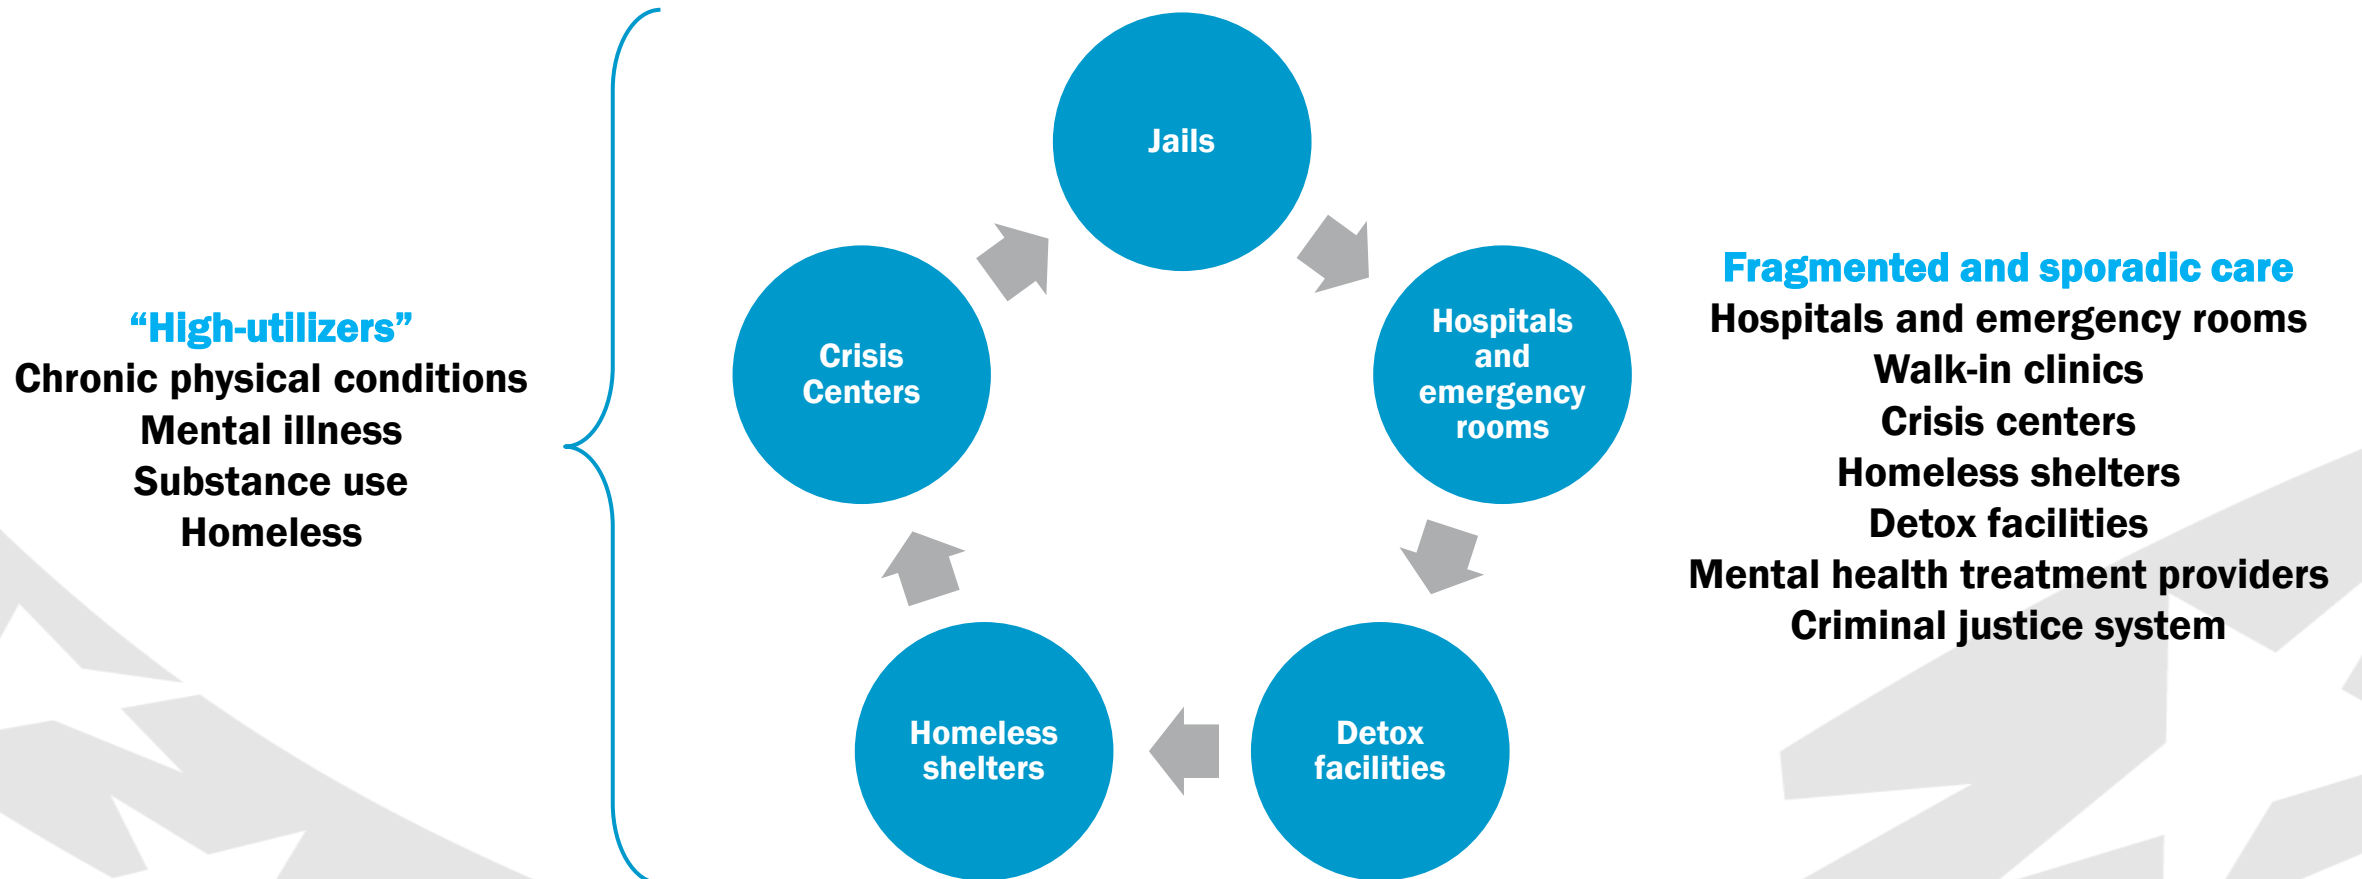 “High-utilizers”
Chronic physical conditions
Mental illness
Substance use
Homeless
Jails
Hospitals
and
emergency
rooms
Detox
facilities
Homeless
shelters
Crisis
Centers
Fragmented and sporadic care
Hospitals and emergency rooms
Walk-in clinics
Crisis centers
Homeless shelters
Detox facilities
Mental health treatment providers
Criminal justice system